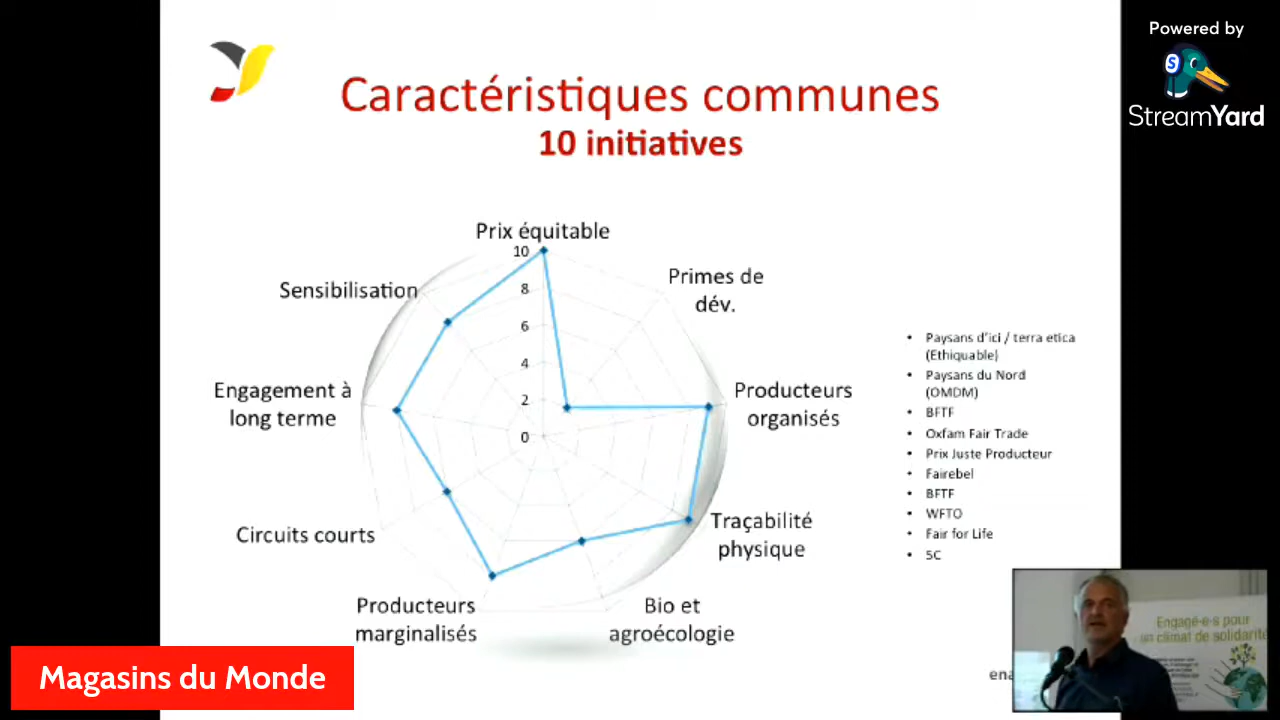 Powered by
S
StreamYard
Caractéristiques communes
10 initiatives
Prix équitable
10
8
6
4
2
0
Primes de
dév.
Producteurs
organisés
Traçabilité
physique
Bio et
agroécologie
Producteurs
marginalisés
Circuits courts
Engagement à
long terme
Sensibilisation
• Paysans d'ici / terra etica
(Ethiquable)
• Paysans du Nord
(OMDM)
• BFTF
• Oxfam Fair Trade
• Prix Juste Producteur
• Fairebel
• BFTF
• WFTO
• Fair for Life
• 5C
Engagé·e·s pour
un climat de solidarité
Magasins du Monde